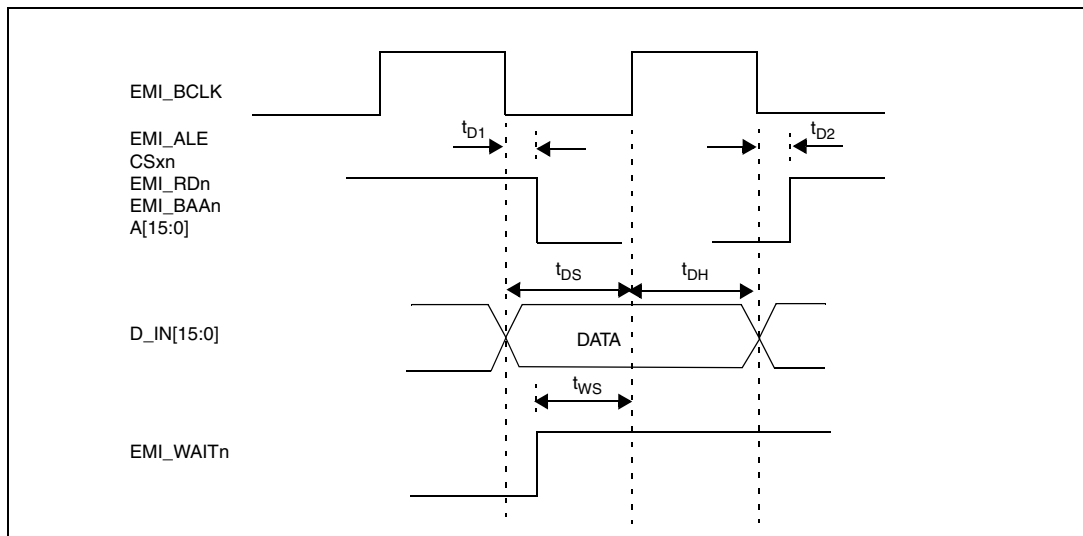 EMI_BCLK
EMI_ALE
CSxn
EMI_RDn
EMI_BAAn
A[15:0]
tD1
tD2
tDS
tDH
D_IN[15:0]
DATA
tWS
EMI_WAITn